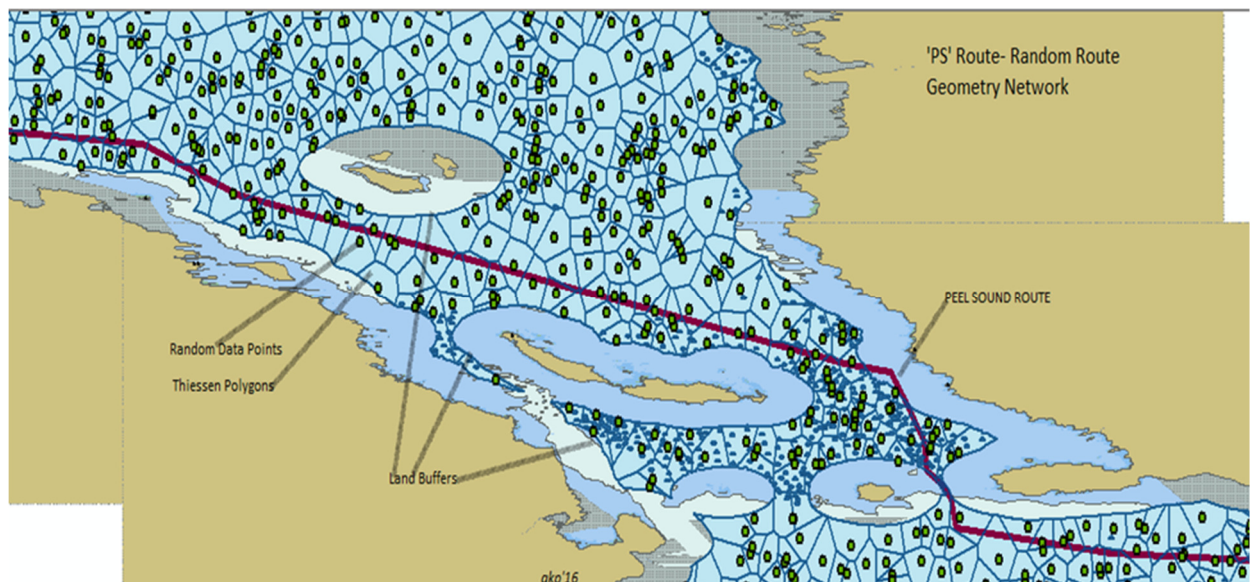 'PS' Route- Random Route
Geometry Network
PEEL SOUND ROUTE
Random Data Points
Thiessen Polygons
Land Buffers
gko'16